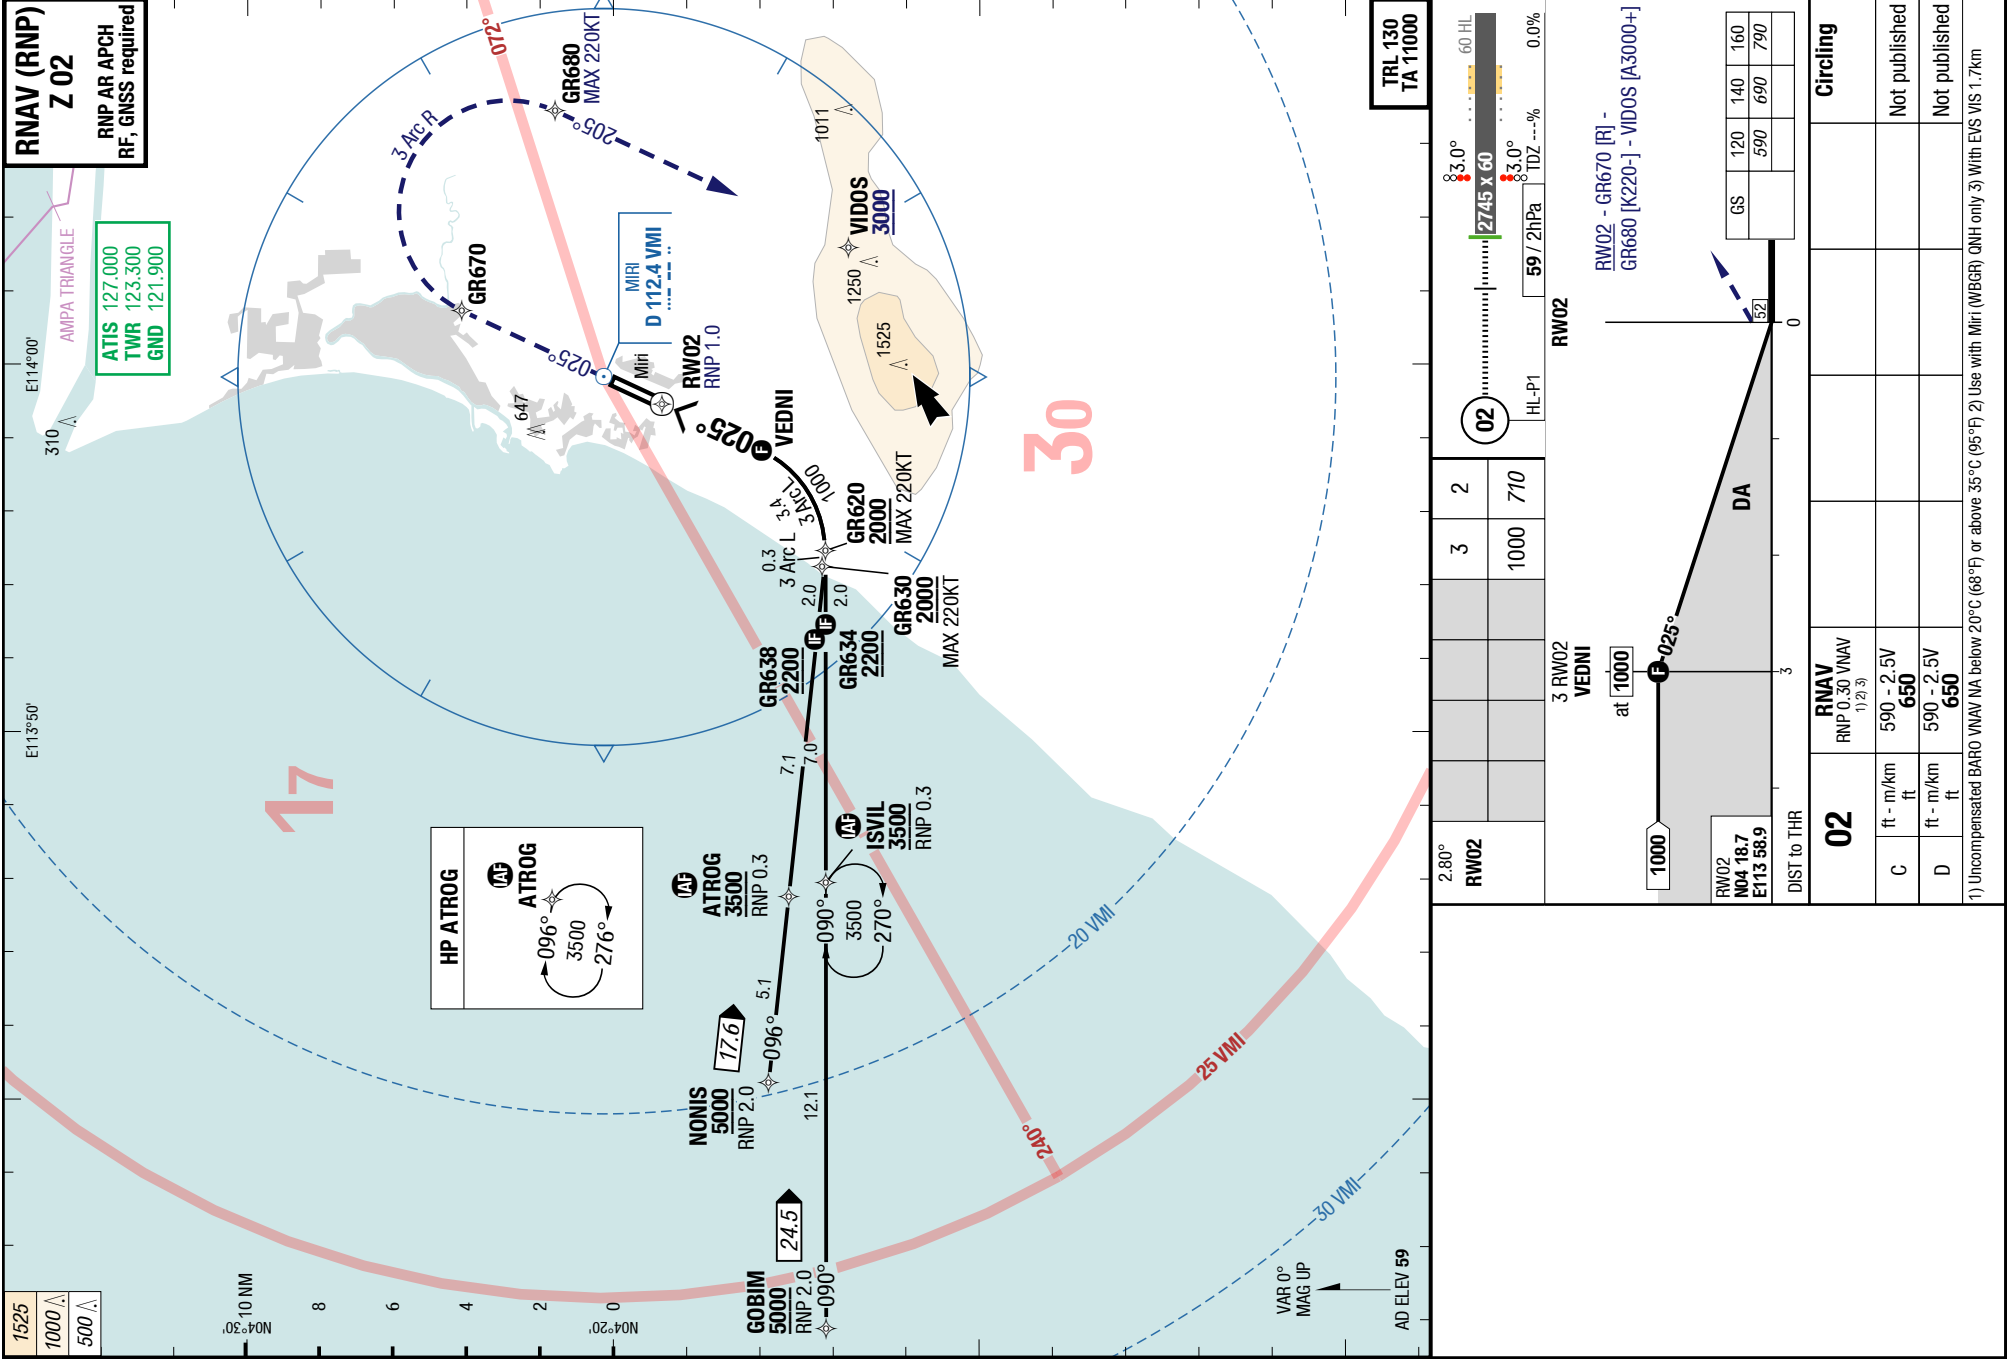 RNAV (RNP)
Z 02
RNP AR APCH
RF, GNSS required
ATIS 127.000
TWR 123.300
GND 121.900
AMPA TRIANGLE
E114°00'
E113°50'
310
647
1011
1250
1525
072°
240°
17
30
3 Arc R
GR680
MAX 220KT
205°
GR670
025°
MIRI
D 112.4 VMI
Miri
RW02
RNP 1.0
VIDOS
3000
025°
F
VEDNI
1000
3.4
3 Arc L
GR620
2000
MAX 220KT
0.3
3 Arc L
GR630
2000
MAX 220KT
2.0
2.0
IF
IF
GR638
2200
GR634
2200
7.1
7.0
IAF
ATROG
3500
RNP 0.3
IAF
ISVIL
3500
RNP 0.3
090°
3500
270°
HP ATROG
IAF
ATROG
096°
3500
276°
5.1
096°
17.6
NONIS
5000
RNP 2.0
12.1
24.5
GOBIM
5000
RNP 2.0
090°
20 VMI
25 VMI
30 VMI
1525
1000
500
N04°30'
10 NM
8
6
4
2
0
N04°20'
VAR 0°
MAG UP
AD ELEV 59
TRL 130
TA 11000
2.80°
RW02
3
2
1000
710
02
HL-P1
3.0°
3.0°
2745 x 60
60 HL
59 / 2hPa
TDZ ---%
0.0%
RW02
3 RW02
VEDNI
at 1000
F
025°
1000
DA
52
RW02 - GR670 [R] -
GR680 [K220-] - VIDOS [A3000+]
GS 120 140 160
590 690 790
RW02
N04 18.7
E113 58.9
DIST to THR
3
0
02
RNAV
RNP 0.30 VNAV
1) 2) 3)
Circling
C
ft - m/km
ft
590 - 2.5V
650
Not published
D
ft - m/km
ft
590 - 2.5V
650
Not published
1) Uncompensated BARO VNAV NA below 20°C (68°F) or above 35°C (95°F) 2) Use with Miri (WBGR) QNH only 3) With EVS VIS 1.7km